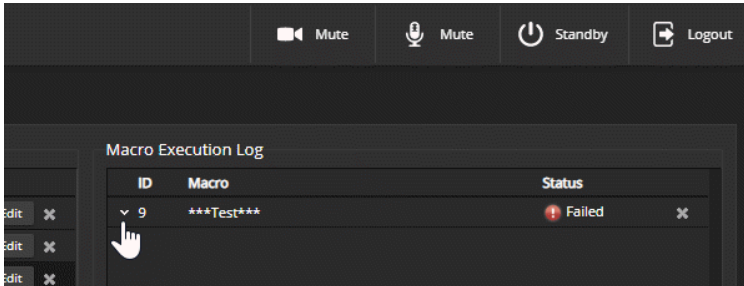 Mute Mute Standby Logout
Macro Execution Log
ID Macro Status
Edit 9 ***Test*** Failed
Edit
Edit